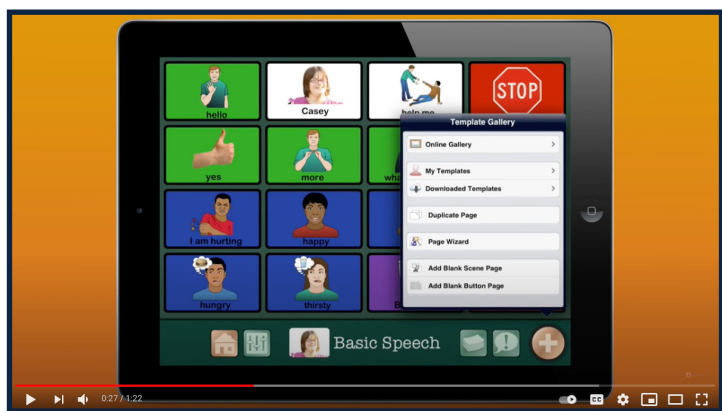 hello
Casey
help me
STOP
Template Gallery
Online Gallery
My Templates
Downloaded Templates
Duplicate Page
Page Wizard
Add Blank Scene Page
Add Blank Button Page
yes
more
wha
I am hurting
happy
hungry
thirsty
B
Basic Speech
0:27 / 1:22
CC